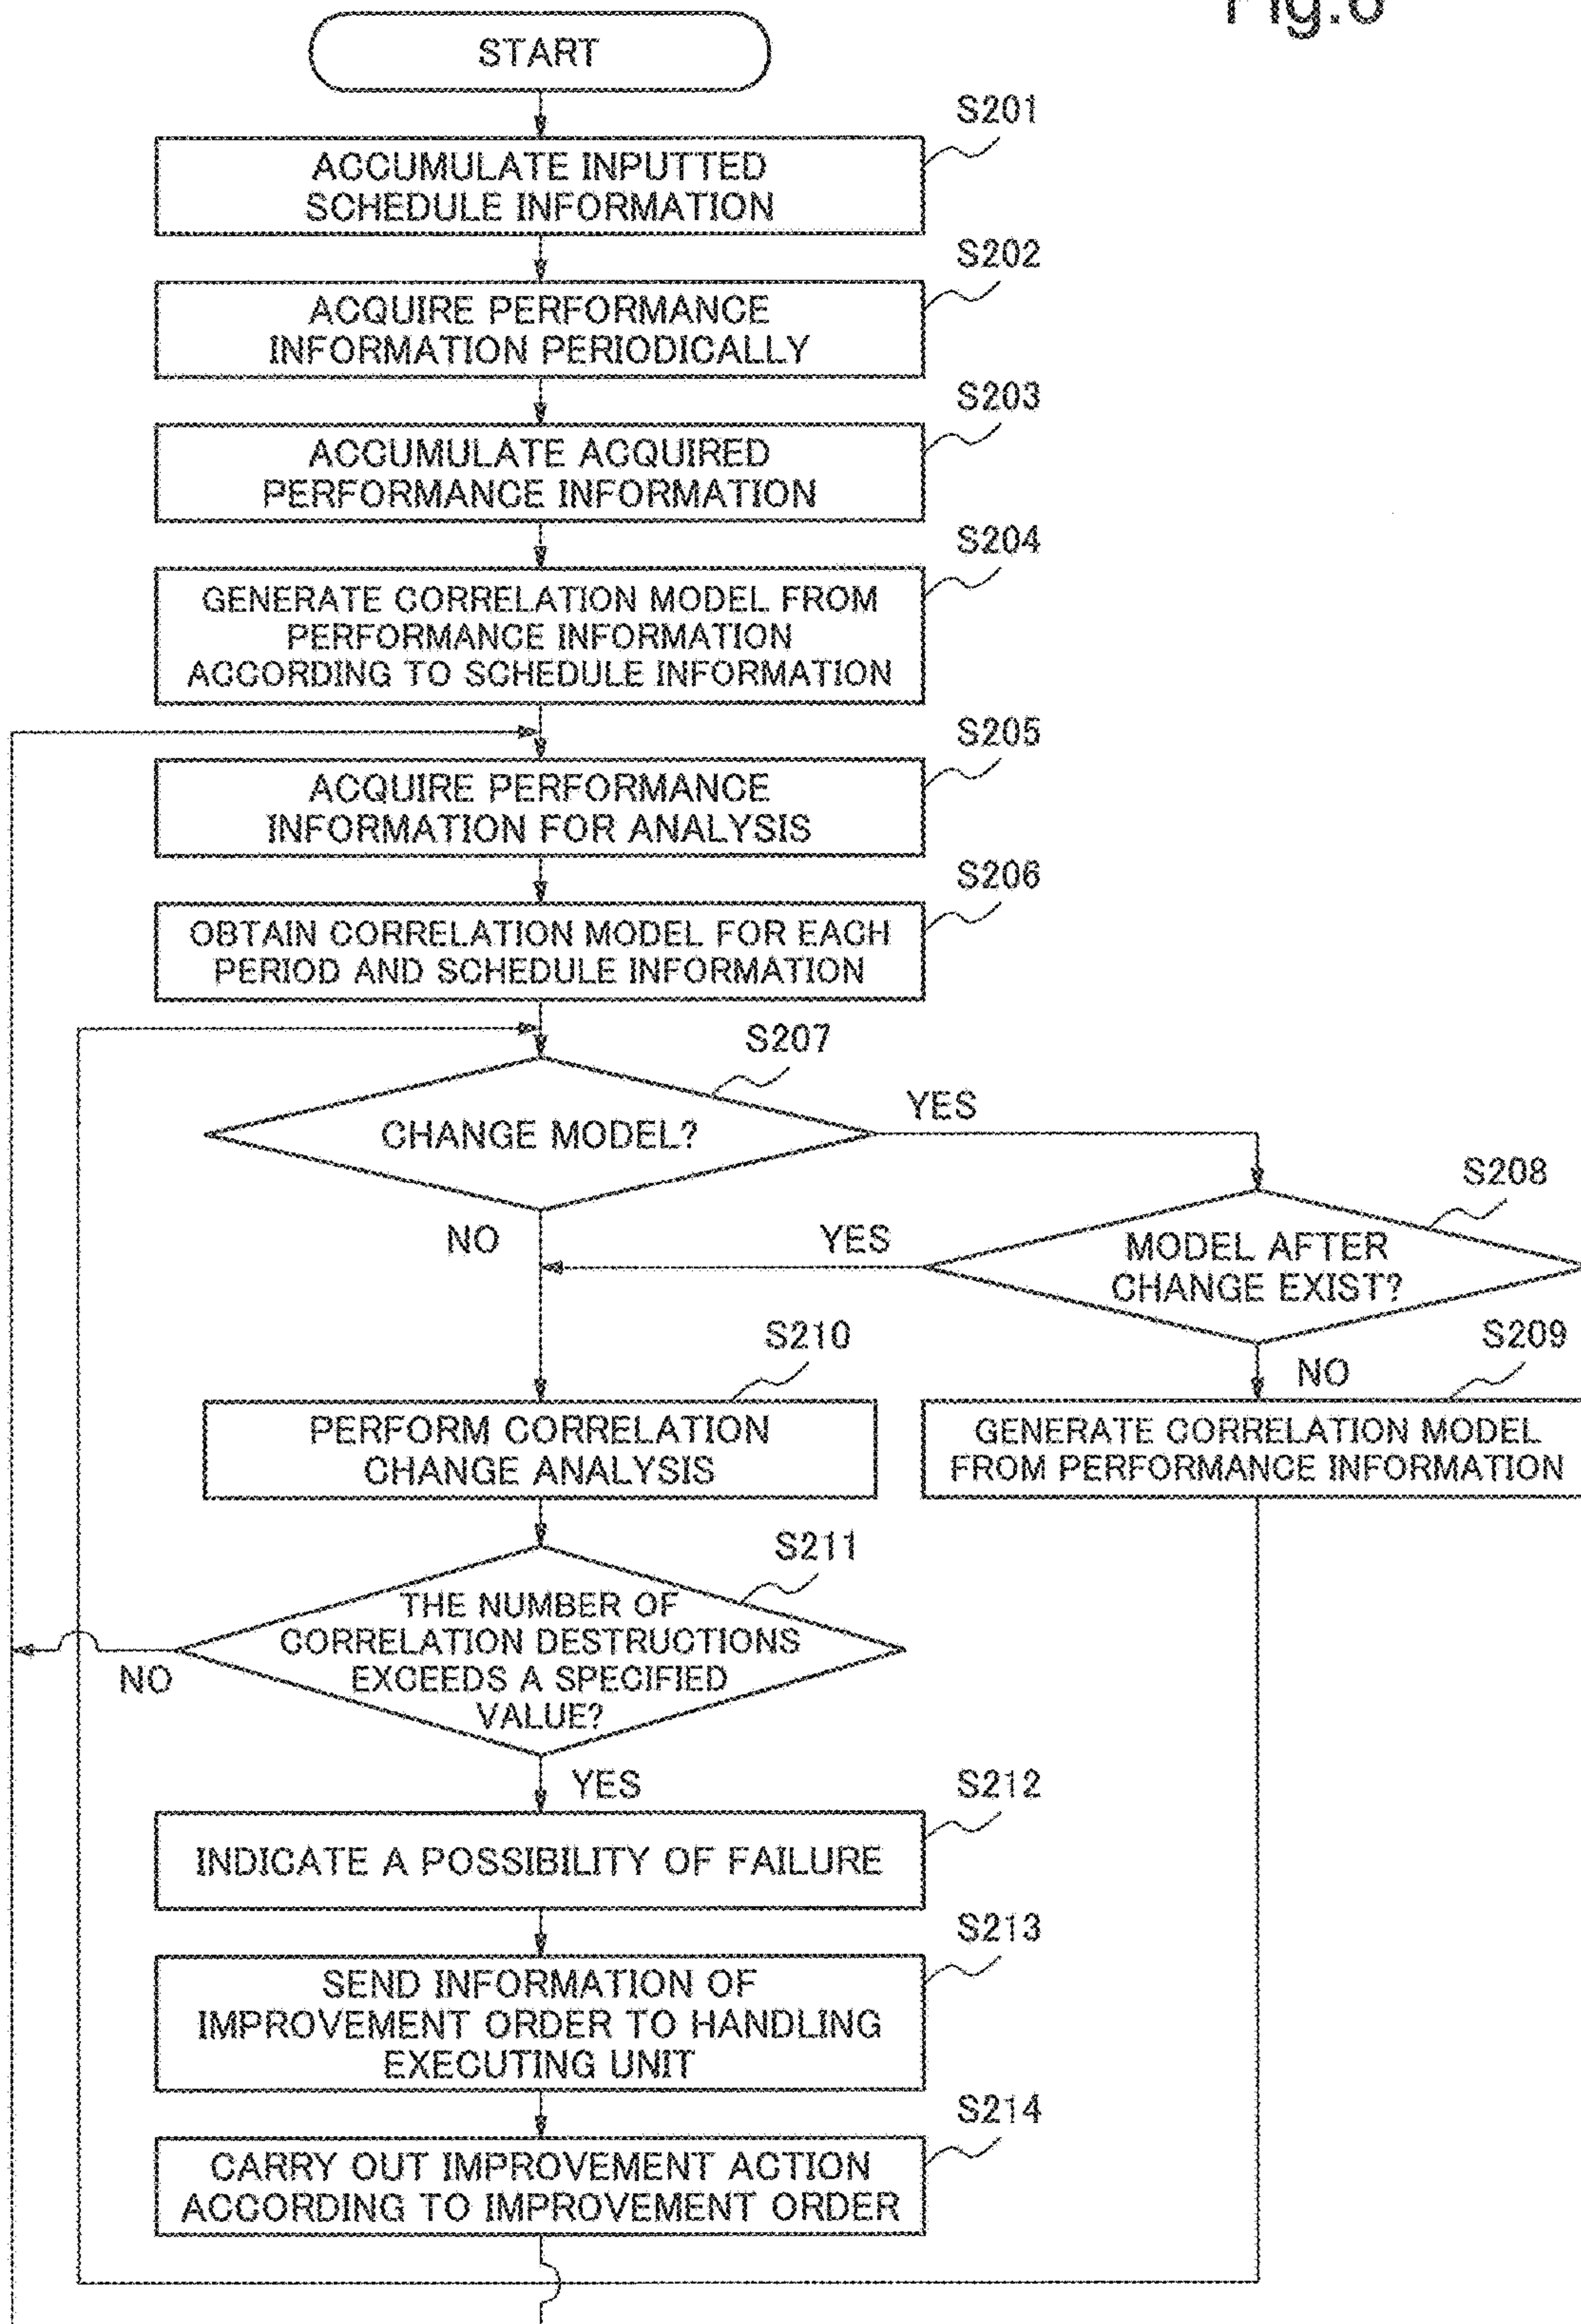 Fig.6
START
S201
ACCUMULATE INPUTTED
SCHEDULE INFORMATION
S202
ACQUIRE PERFORMANCE
INFORMATION PERIODICALLY
S203
ACCUMULATE ACQUIRED
PERFORMANCE INFORMATION
S204
GENERATE CORRELATION MODEL FROM
PERFORMANCE INFORMATION
ACCORDING TO SCHEDULE INFORMATION
S205
ACQUIRE PERFORMANCE
INFORMATION FOR ANALYSIS
S206
OBTAIN CORRELATION MODEL FOR EACH
PERIOD AND SCHEDULE INFORMATION
S207
CHANGE MODEL?
YES
NO
S208
MODEL AFTER
CHANGE EXIST?
YES
NO
S209
GENERATE CORRELATION MODEL
FROM PERFORMANCE INFORMATION
S210
PERFORM CORRELATION
CHANGE ANALYSIS
S211
THE NUMBER OF
CORRELATION DESTRUCTIONS
EXCEEDS A SPECIFIED
VALUE?
NO
YES
S212
INDICATE A POSSIBILITY OF FAILURE
S213
SEND INFORMATION OF
IMPROVEMENT ORDER TO HANDLING
EXECUTING UNIT
S214
CARRY OUT IMPROVEMENT ACTION
ACCORDING TO IMPROVEMENT ORDER